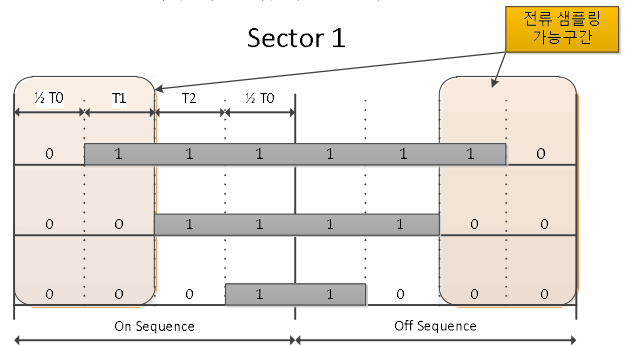 전류 샘플링
가능구간
Sector 1
½ T0 T1 T2 ½ T0
0 1 1 1 1 1 1 0
0 0 1 1 1 1 0 0
0 0 0 1 1 0 0 0
On Sequence Off Sequence